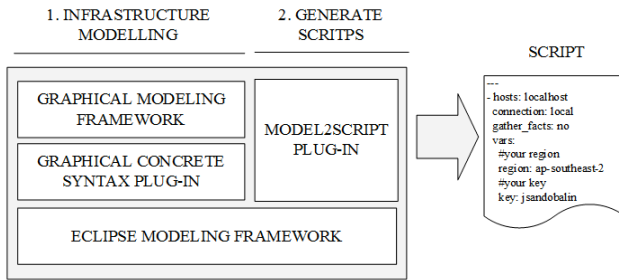 1. INFRASTRUCTURE
MODELLING
2. GENERATE
SCRITPS
GRAPHICAL MODELING
FRAMEWORK
GRAPHICAL CONCRETE
SYNTAX PLUG-IN
MODEL2SCRIPT
PLUG-IN
ECLIPSE MODELING FRAMEWORK
SCRIPT
---
- hosts: localhost
connection: local
gather_facts: no
vars:
#your region
region: ap-southeast-2
#your key
key: jsandobalin